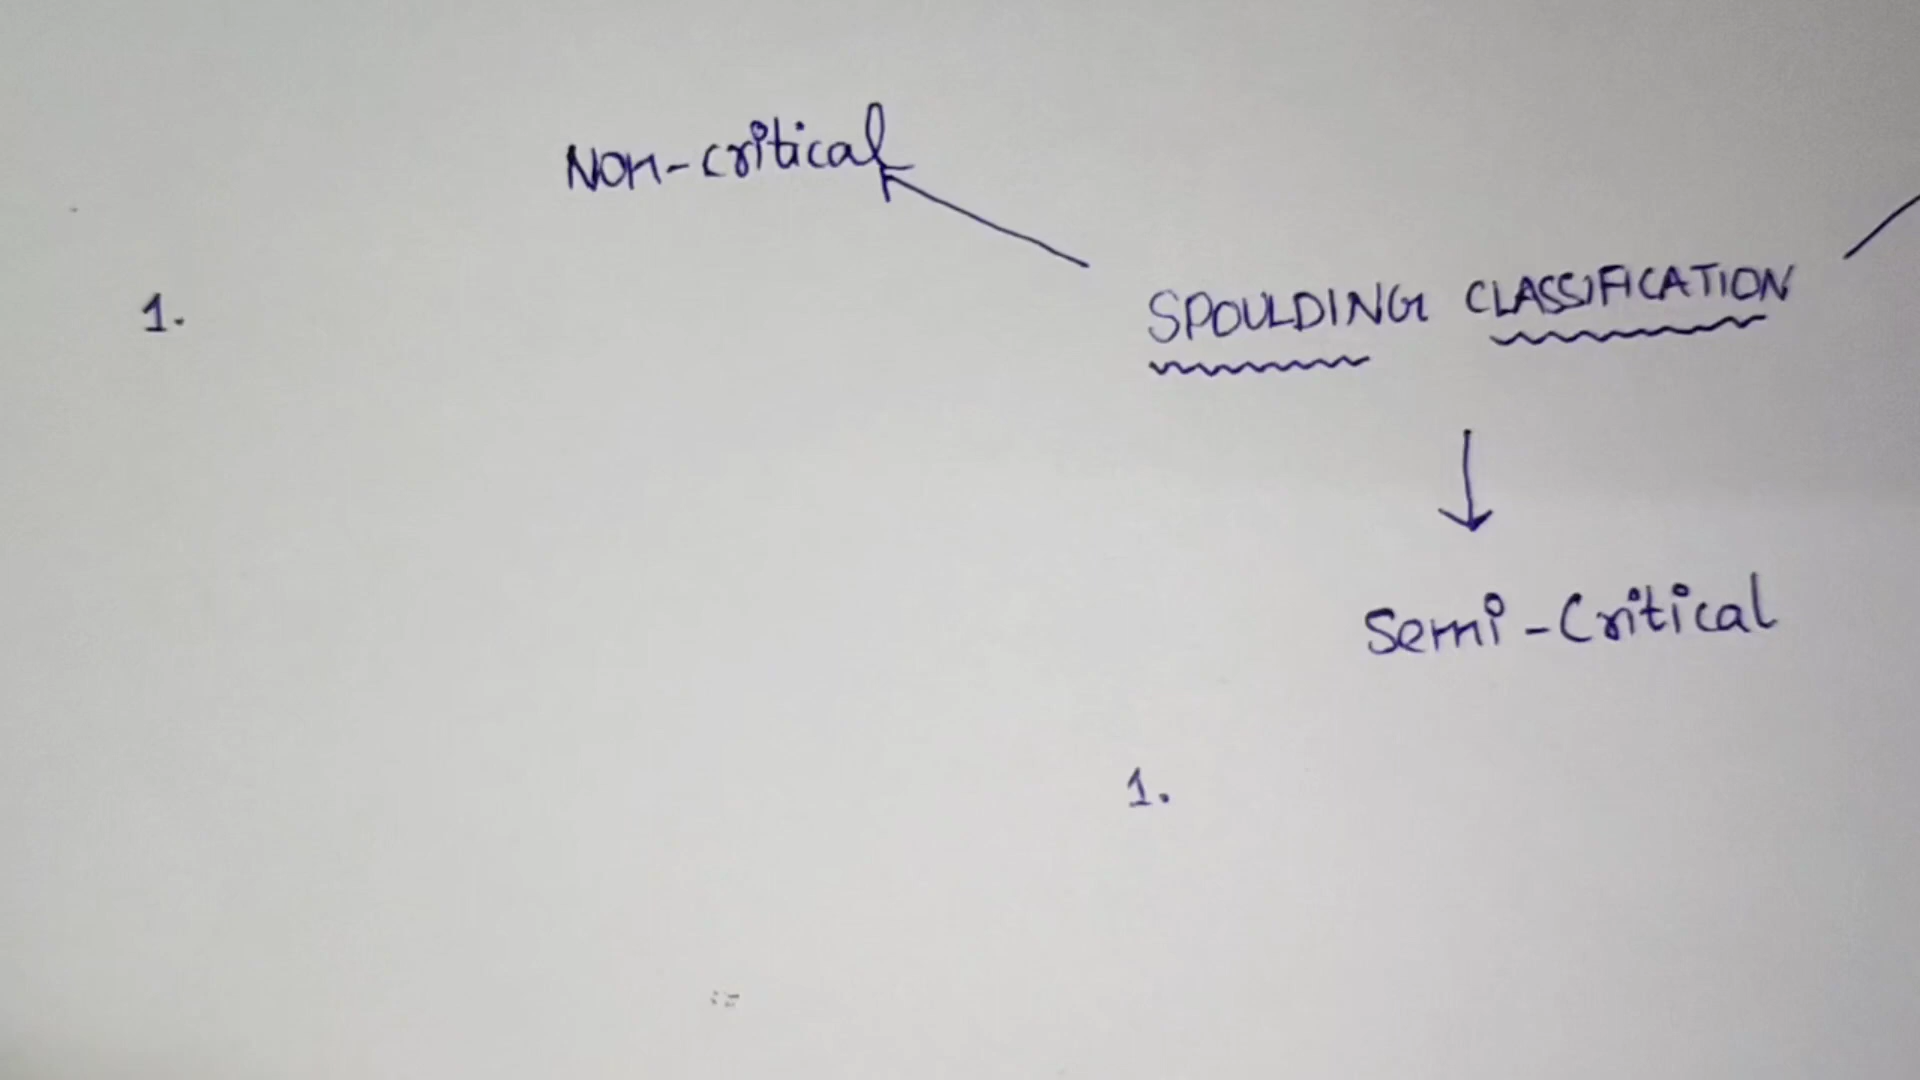 Non-critical
SPOULDING CLASSIFICATION
1.
Semi-Critical
1.